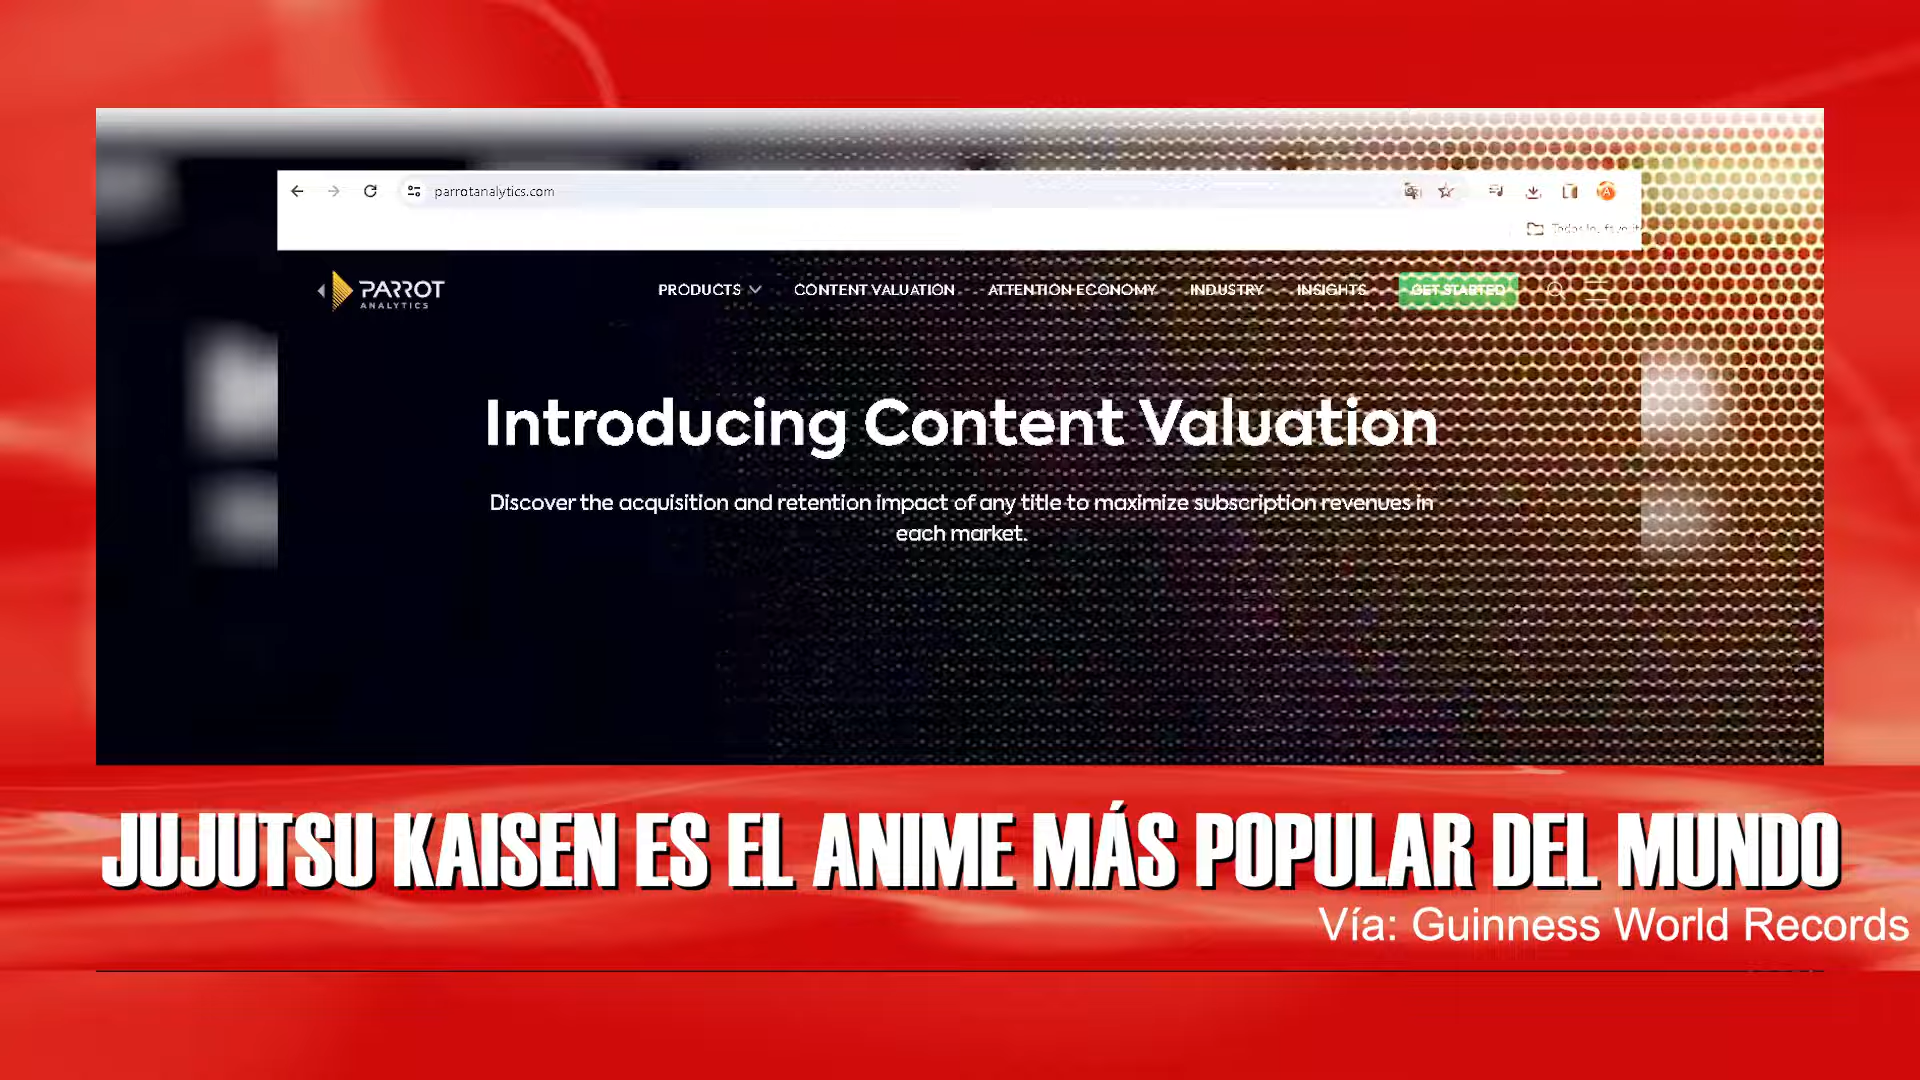 parrotanalytics.com
PARROT
ANALYTICS
PRODUCTS CONTENT VALUATION ATTENTION ECONOMY INDUSTRY INSIGHTS GET STARTED
Introducing Content Valuation
Discover the acquisition and retention impact of any title to maximize subscription revenues in
each market.
JUJUTSU KAISEN ES EL ANIME MÁS POPULAR DEL MUNDO
Vía: Guinness World Records